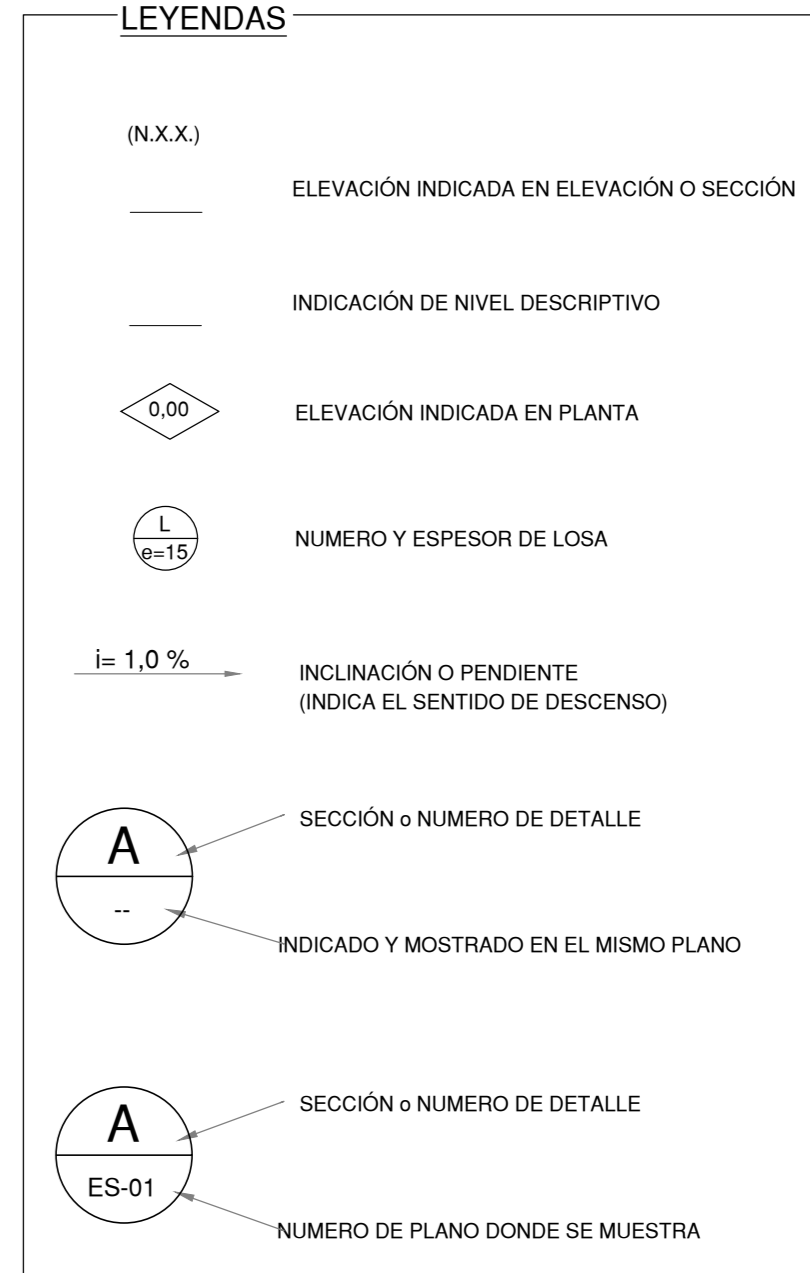 LEYENDAS
(N.X.X.)
ELEVACIÓN INDICADA EN ELEVACIÓN O SECCIÓN
INDICACIÓN DE NIVEL DESCRIPTIVO
0,00
ELEVACIÓN INDICADA EN PLANTA
L
e=15
NUMERO Y ESPESOR DE LOSA
i= 1,0 %
INCLINACIÓN O PENDIENTE
(INDICA EL SENTIDO DE DESCENSO)
A
SECCIÓN o NUMERO DE DETALLE
--
INDICADO Y MOSTRADO EN EL MISMO PLANO
A
SECCIÓN o NUMERO DE DETALLE
ES-01
NUMERO DE PLANO DONDE SE MUESTRA